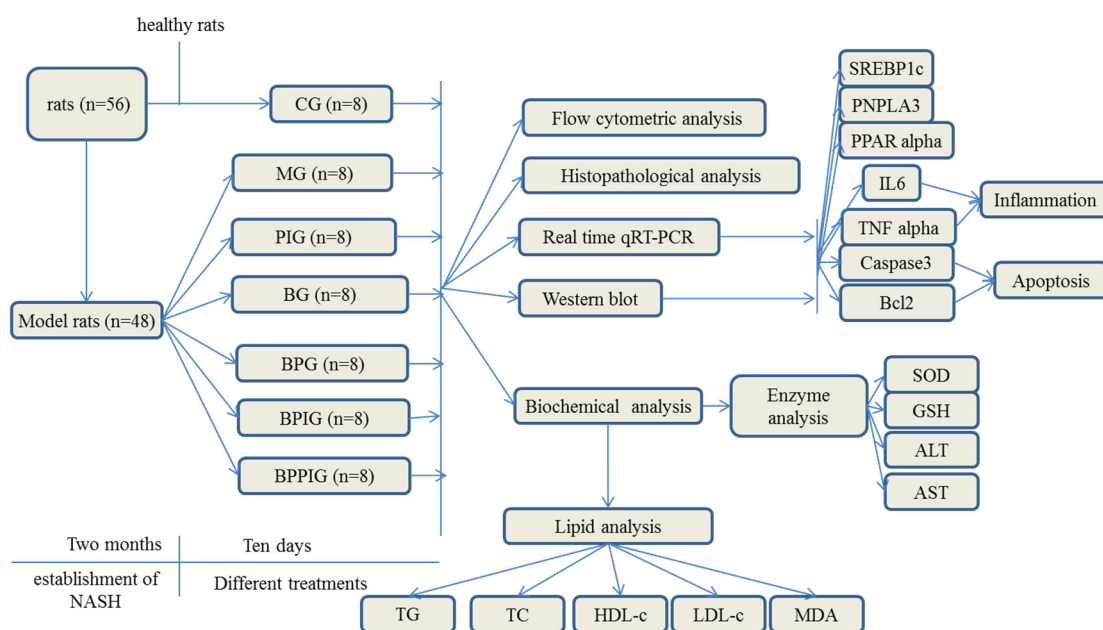 healthy rats
rats (n=56)
CG (n=8)
MG (n=8)
PIG (n=8)
BG (n=8)
Model rats (n=48)
BPG (n=8)
BPIG (n=8)
BPPIG (n=8)
Two months
Ten days
establishment of
NASH
Different treatments
Flow cytometric analysis
Histopathological analysis
Real time qRT-PCR
Western blot
Biochemical analysis
SREBP1c
PNPLA3
PPAR alpha
IL6
TNF alpha
Caspase3
Bcl2
Inflammation
Apoptosis
Enzyme
analysis
SOD
GSH
ALT
AST
Lipid analysis
TG
TC
HDL-c
LDL-c
MDA